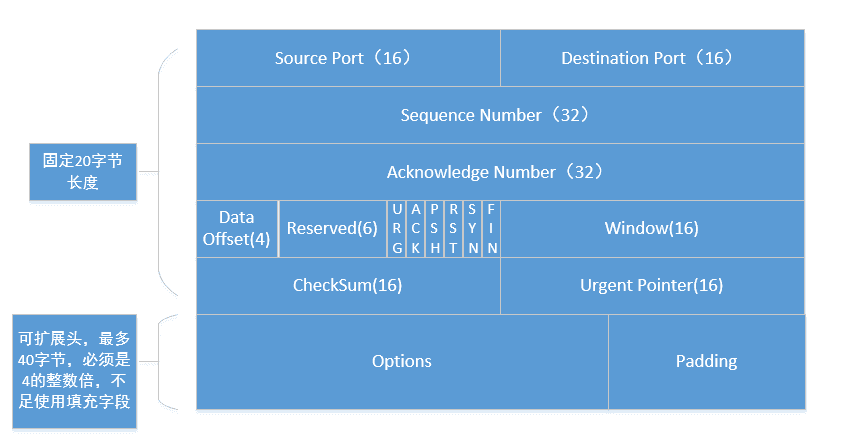 Source Port（16）
Destination Port（16）
Sequence Number（32）
固定20字节
长度
Acknowledge Number（32）
Data
Offset(4)
Reserved(6)
URG
ACK
PSH
RST
SYN
FIN
Window(16)
CheckSum(16)
Urgent Pointer(16)
可扩展头，最多
40字节，必须是
4的整数倍，不
足使用填充字段
Options
Padding